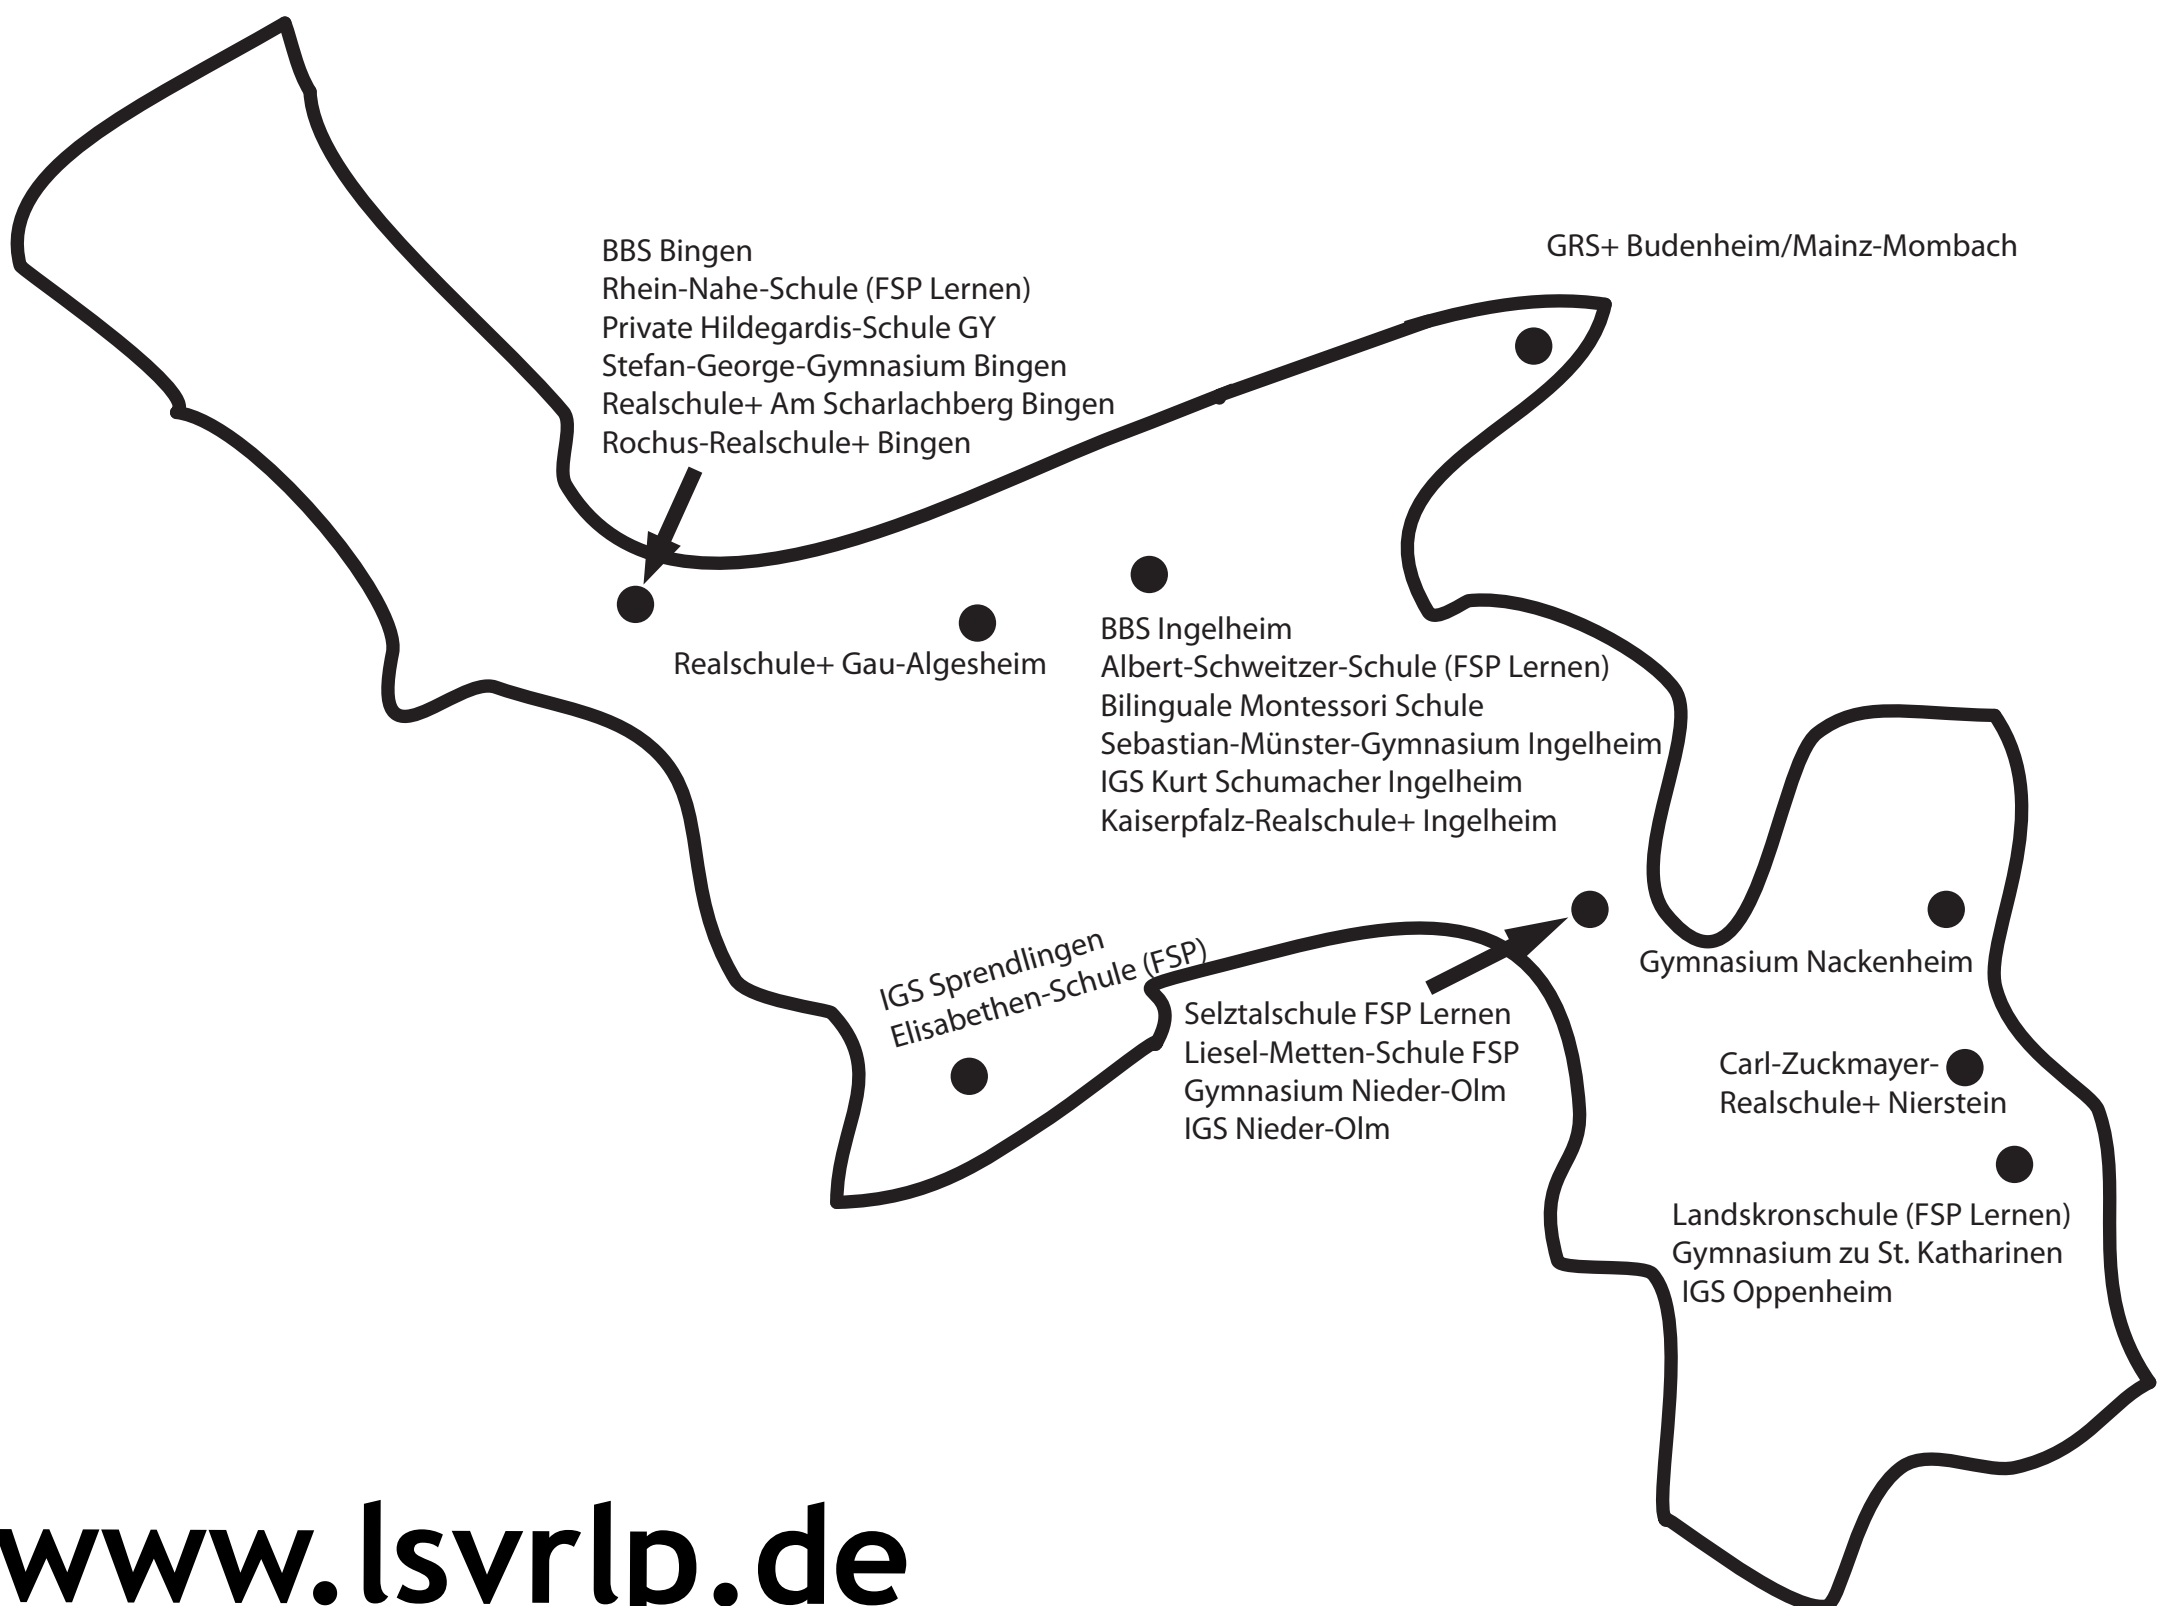 BBS Bingen
Rhein-Nahe-Schule (FSP Lernen)
Private Hildegardis-Schule GY
Stefan-George-Gymnasium Bingen
Realschule+ Am Scharlachberg Bingen
Rochus-Realschule+ Bingen
GRS+ Budenheim/Mainz-Mombach
Realschule+ Gau-Algesheim
BBS Ingelheim
Albert-Schweitzer-Schule (FSP Lernen)
Bilinguale Montessori Schule
Sebastian-Münster-Gymnasium Ingelheim
IGS Kurt Schumacher Ingelheim
Kaiserpfalz-Realschule+ Ingelheim
IGS Sprendlingen
Elisabethen-Schule (FSP)
Selztalschule FSP Lernen
Liesel-Metten-Schule FSP
Gymnasium Nieder-Olm
IGS Nieder-Olm
Gymnasium Nackenheim
Carl-Zuckmayer-
Realschule+ Nierstein
Landskronschule (FSP Lernen)
Gymnasium zu St. Katharinen
IGS Oppenheim
www.lsvrlp.de